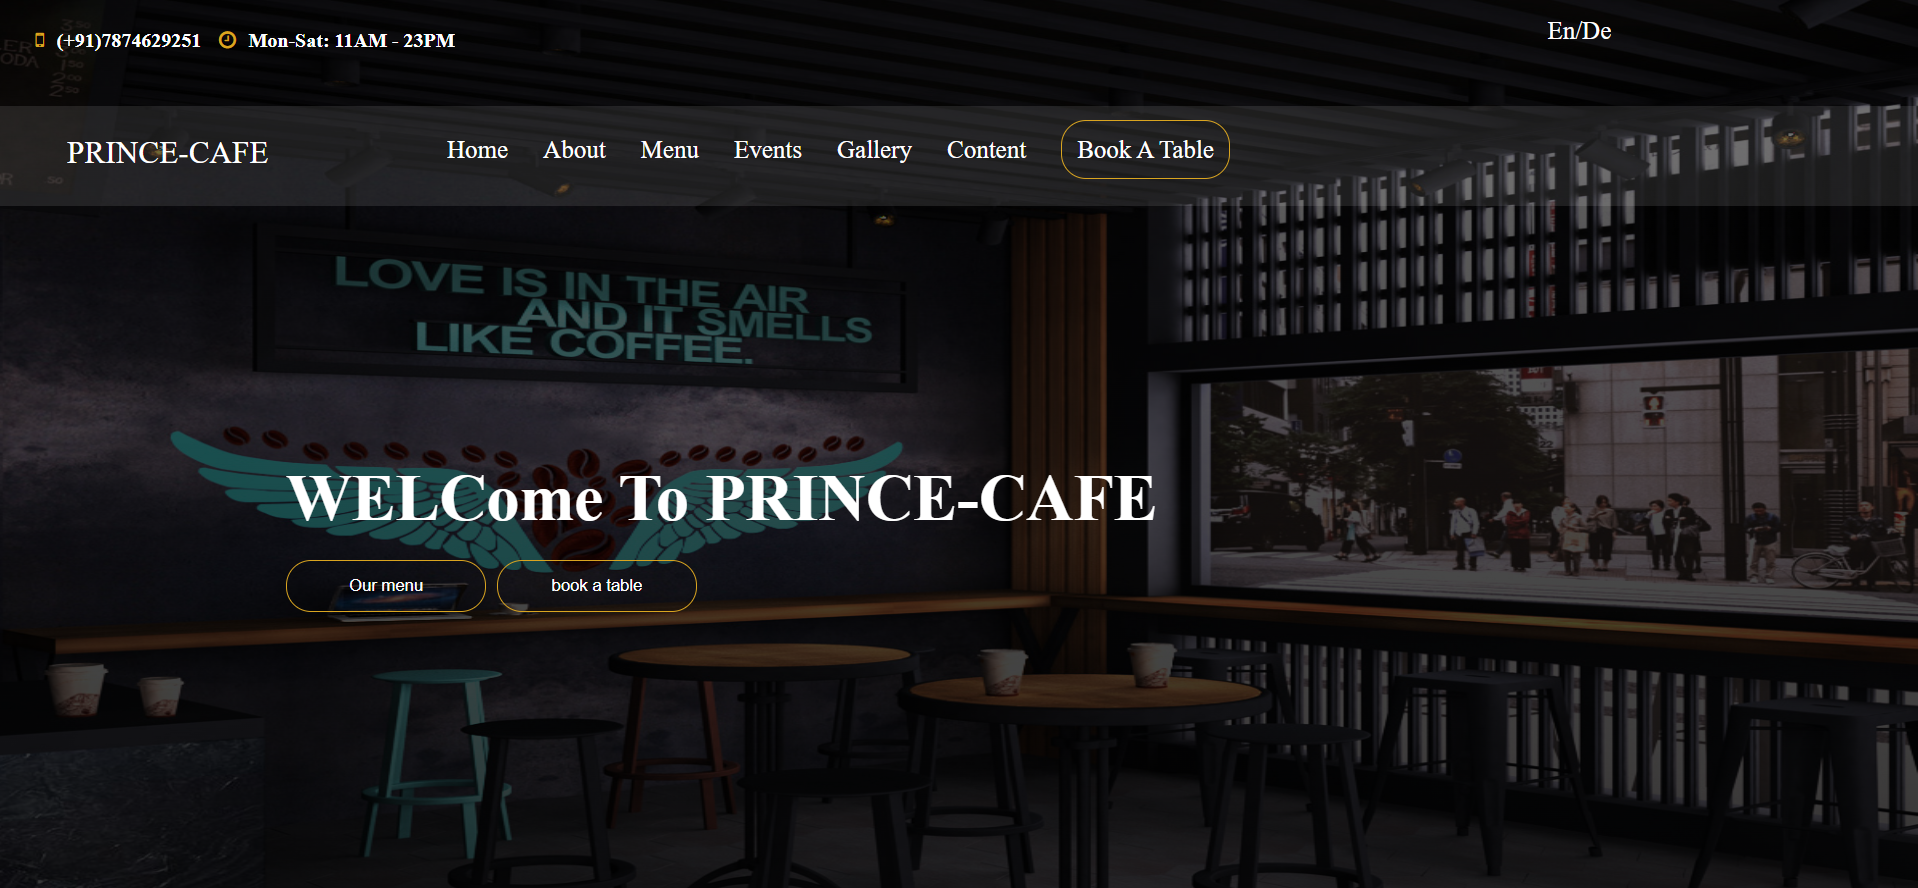 (+91)7874629251 Mon-Sat: 11AM - 23PM
En/De
PRINCE-CAFE
Home About Menu Events Gallery Content Book A Table
LOVE IS IN THE AIR
AND IT SMELLS
LIKE COFFEE.
WELCome To PRINCE-CAFE
Our menu book a table